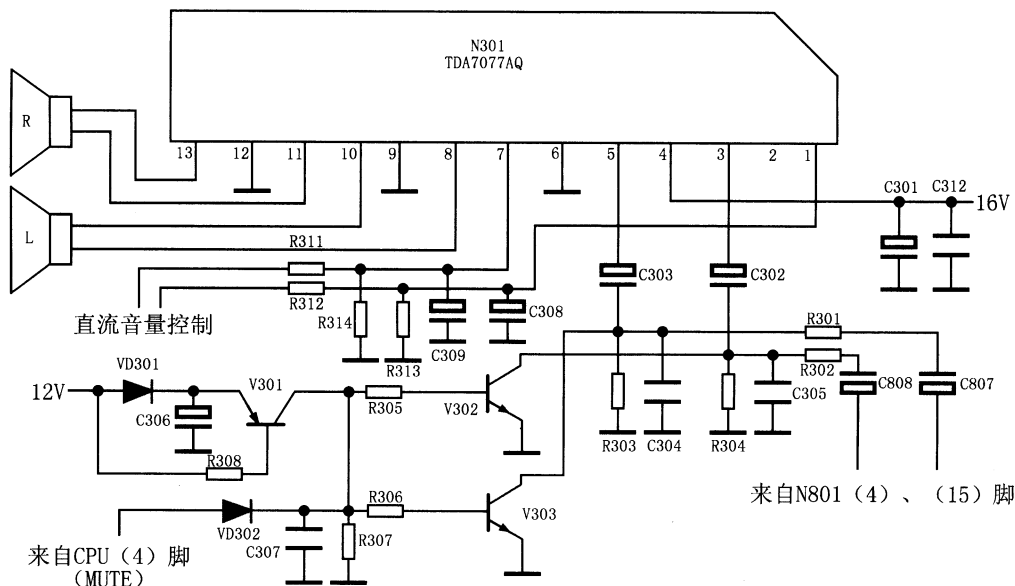 N301
TDA7077AQ
R
13
12
11
10
9
8
7
6
5
4
3
2
1
C301
C312
16V
L
R311
C303
C302
R312
C308
直流音量控制
R314
R313
C309
R301
R302
VD301
V301
12V
C306
R305
V302
C305
C808
C807
R303
C304
R304
R308
R306
V303
来自N801(4)、(15)脚
VD302
C307
R307
来自CPU(4)脚
(MUTE)